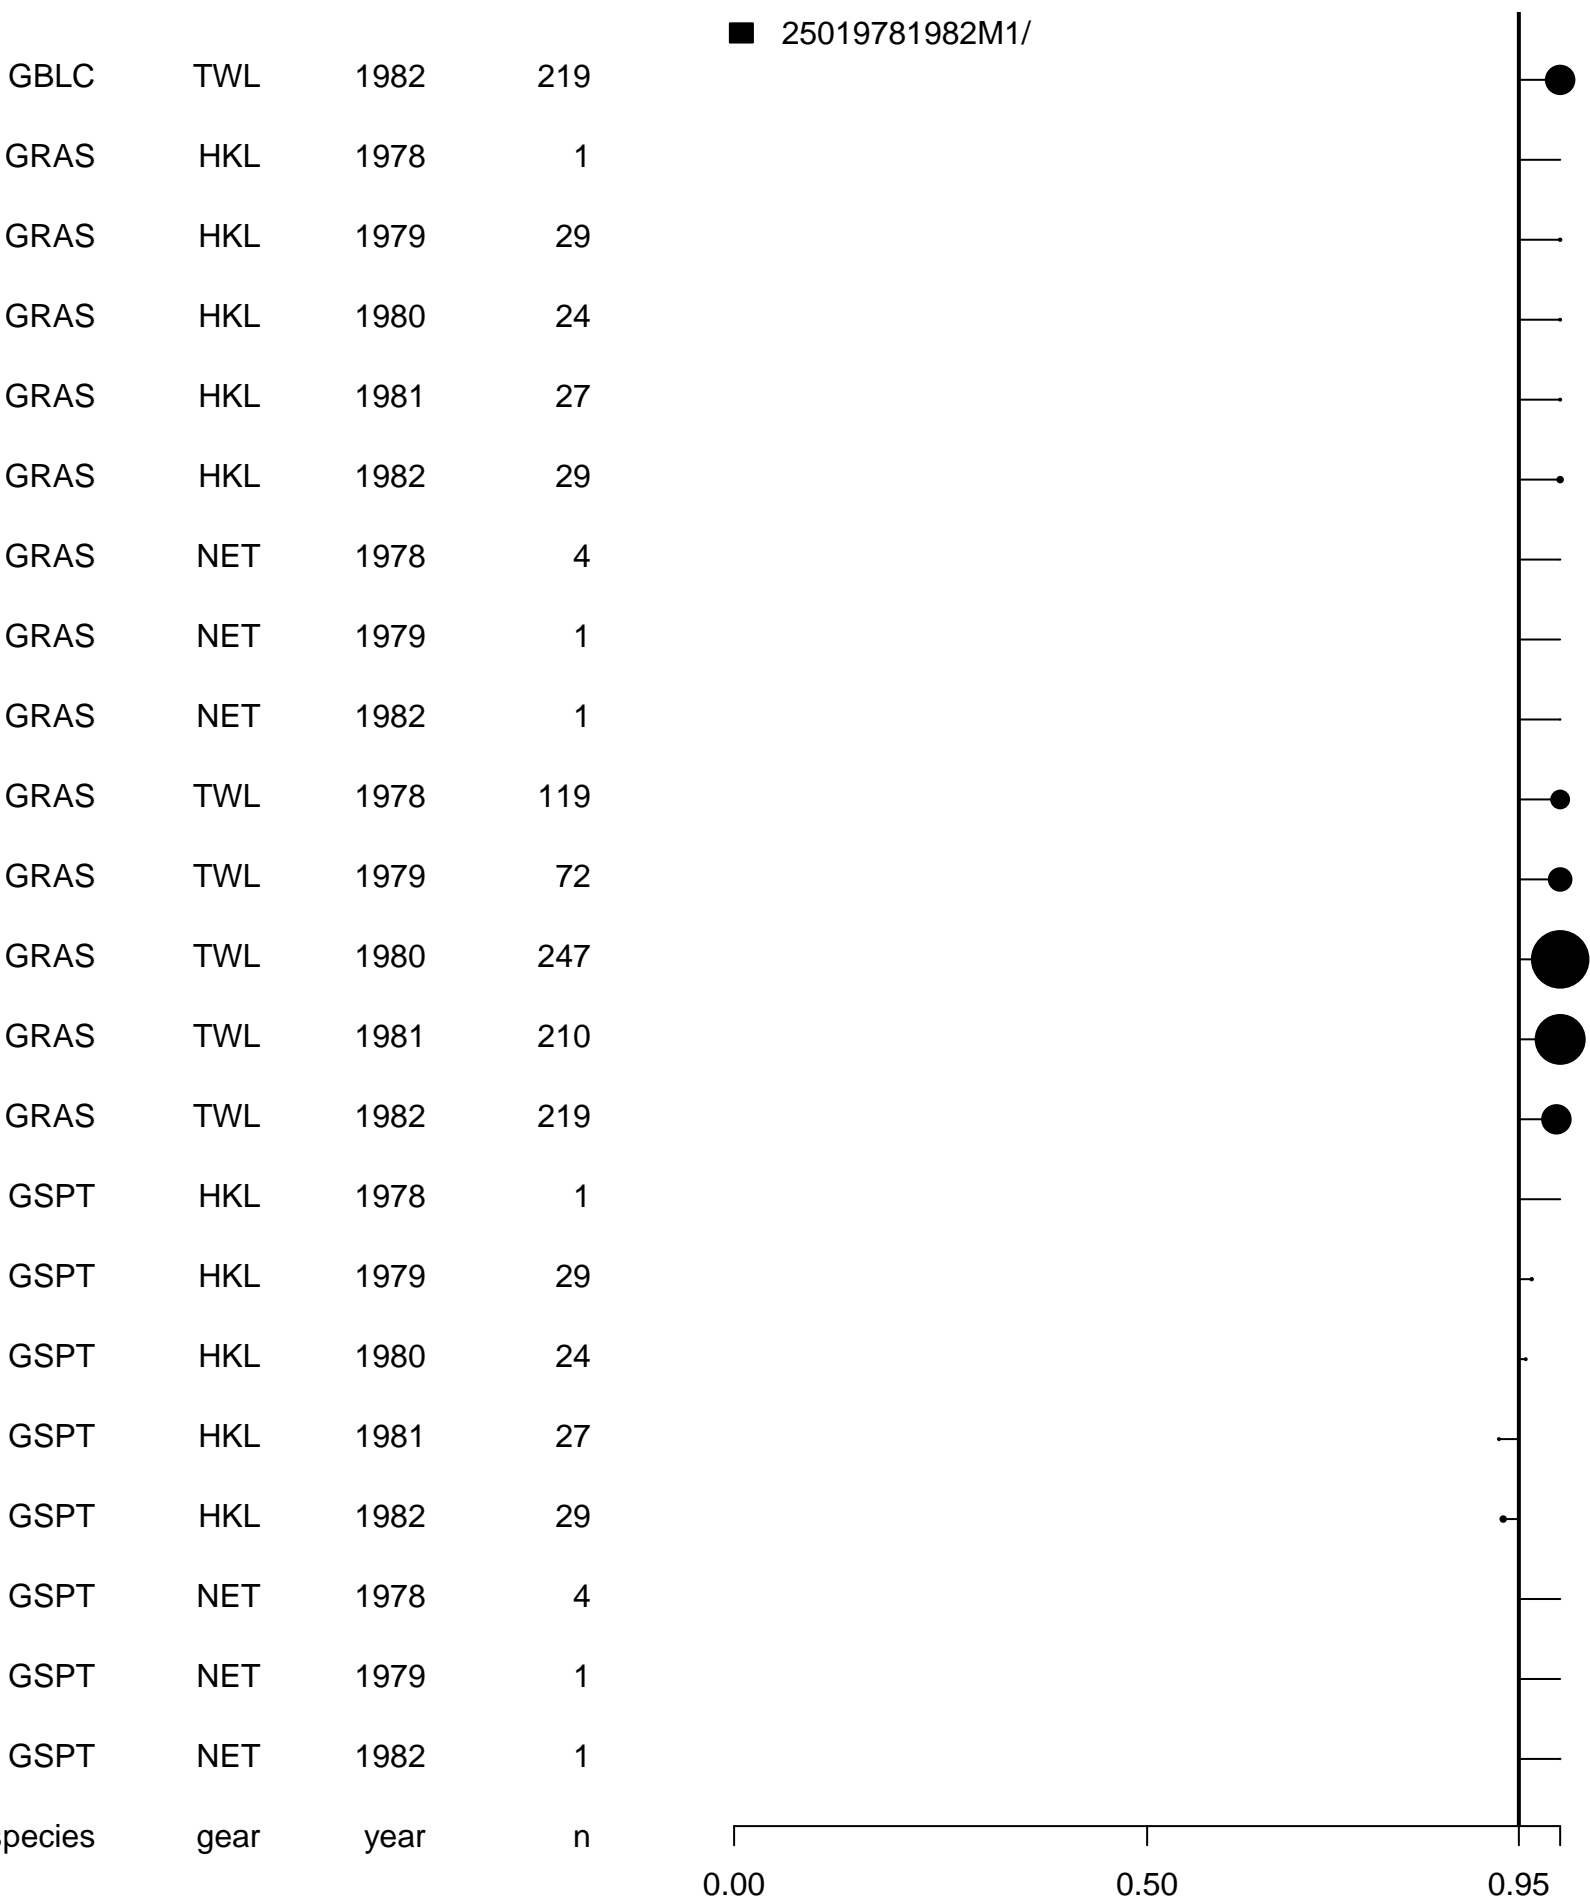 25019781982M1/
GBLC TWL 1982 219
GRAS HKL 1978 1
GRAS HKL 1979 29
GRAS HKL 1980 24
GRAS HKL 1981 27
GRAS HKL 1982 29
GRAS NET 1978 4
GRAS NET 1979 1
GRAS NET 1982 1
GRAS TWL 1978 119
GRAS TWL 1979 72
GRAS TWL 1980 247
GRAS TWL 1981 210
GRAS TWL 1982 219
GSPT HKL 1978 1
GSPT HKL 1979 29
GSPT HKL 1980 24
GSPT HKL 1981 27
GSPT HKL 1982 29
GSPT NET 1978 4
GSPT NET 1979 1
GSPT NET 1982 1
species gear year n
0.00 0.50 0.95